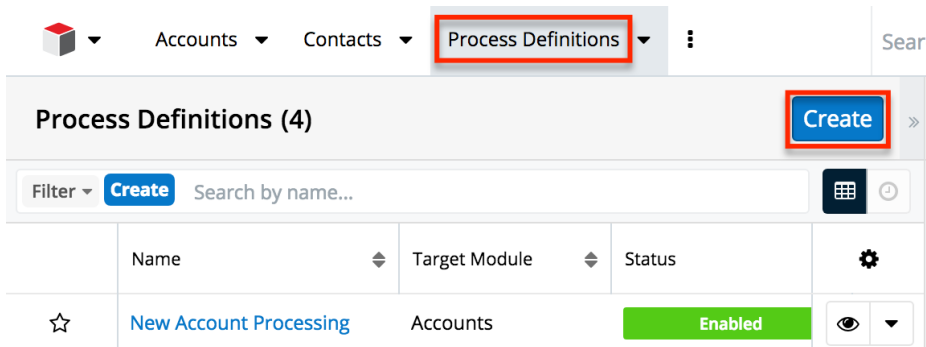 Accounts Contacts Process Definitions Sear
Process Definitions (4) Create »
Filter Create Search by name...
Name Target Module Status
New Account Processing Accounts Enabled